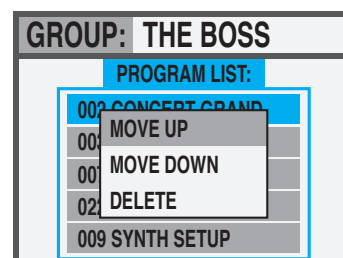 GROUP: THE BOSS
PROGRAM LIST:
002 CONCERT GRAND
MOVE UP
MOVE DOWN
DELETE
009 SYNTH SETUP